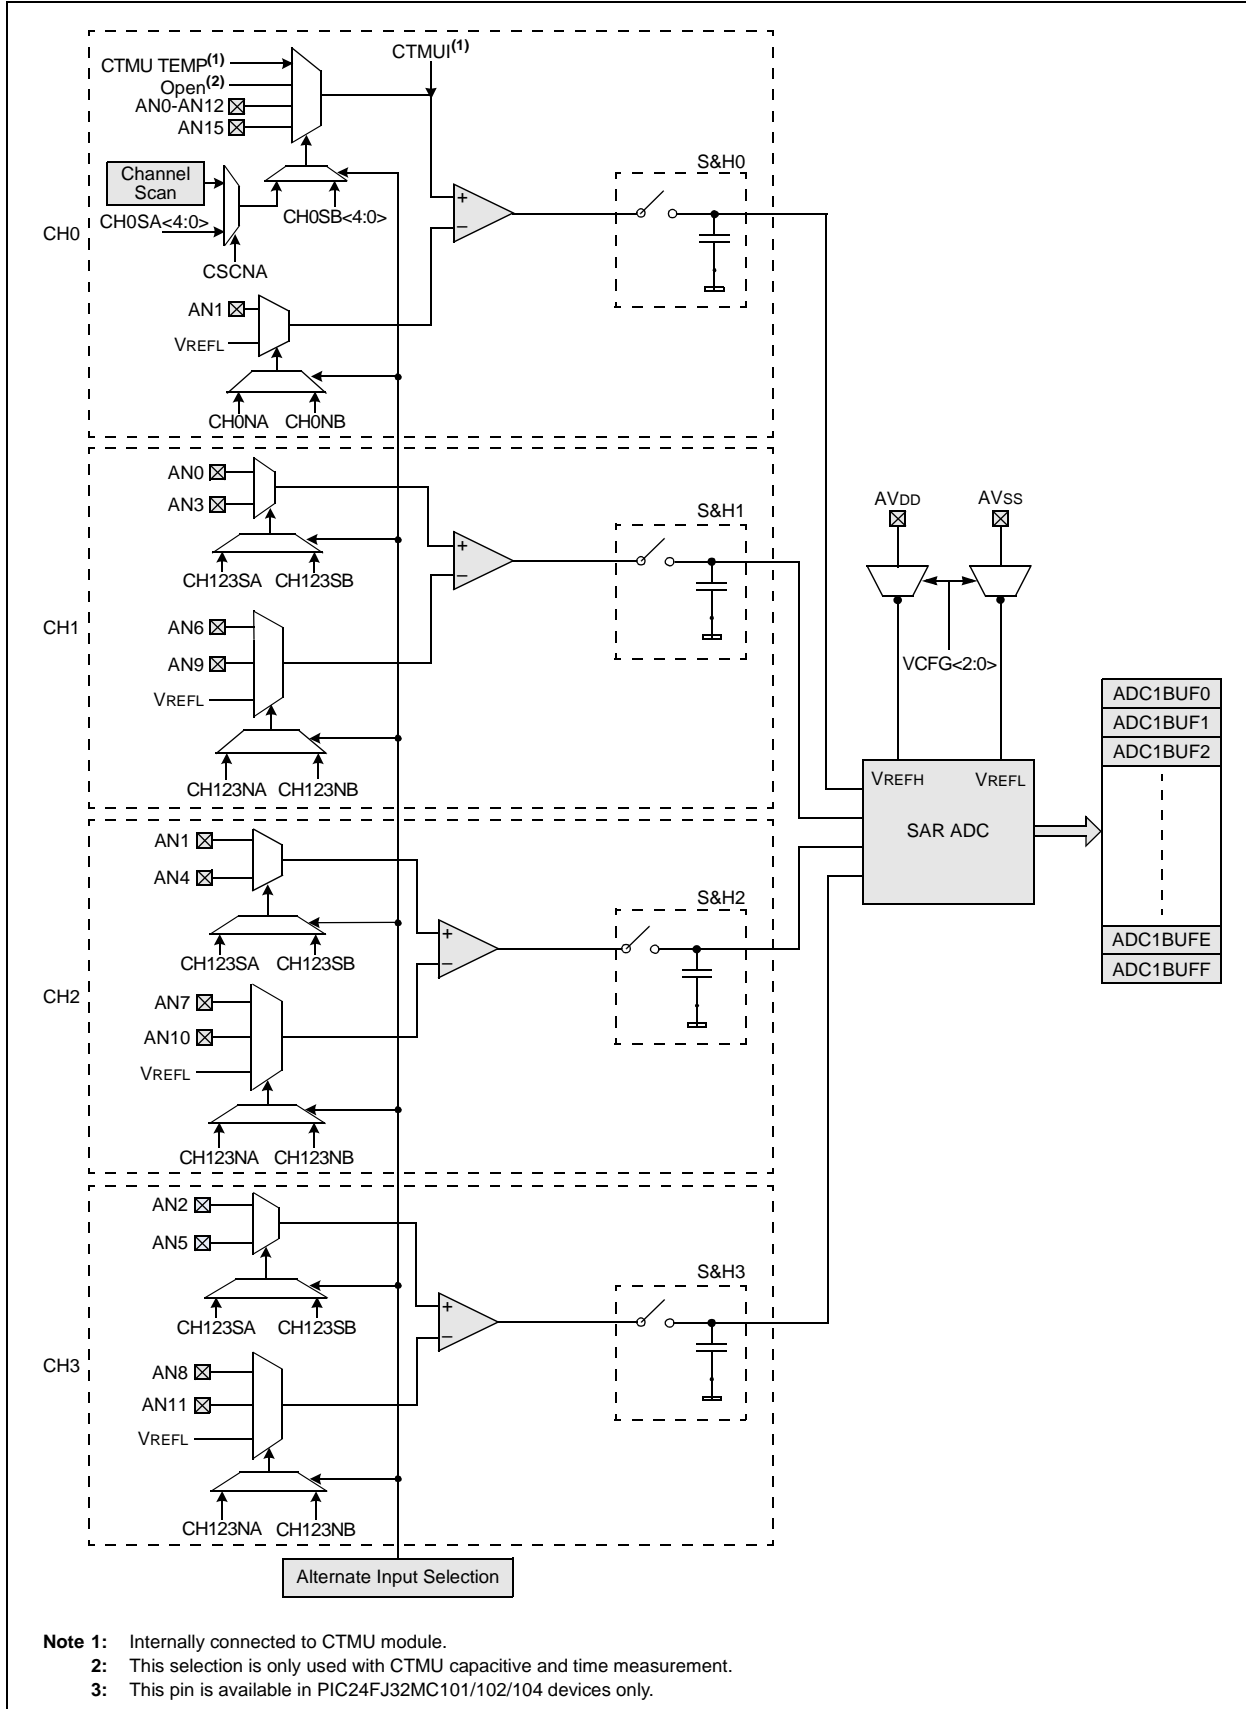 CTMU TEMP(1)
Open(2)
AN0-AN12
AN15
CTMUI(1)
Channel
Scan
CH0SA<4:0>
CH0SB<4:0>
CSCNA
+
–
S&H0
CH0
AN1
VREFL
CH0NA CH0NB
AN0
AN3
CH123SA CH123SB
+
–
S&H1
CH1
AN6
AN9
VREFL
CH123NA CH123NB
AVDD AVSS
VCFG<2:0>
VREFH VREFL
SAR ADC
ADC1BUF0
ADC1BUF1
ADC1BUF2
ADC1BUFE
ADC1BUFF
AN1
AN4
CH123SA CH123SB
+
–
S&H2
CH2
AN7
AN10
VREFL
CH123NA CH123NB
AN2
AN5
CH123SA CH123SB
+
–
S&H3
CH3
AN8
AN11
VREFL
CH123NA CH123NB
Alternate Input Selection
Note 1: Internally connected to CTMU module.
2: This selection is only used with CTMU capacitive and time measurement.
3: This pin is available in PIC24FJ32MC101/102/104 devices only.